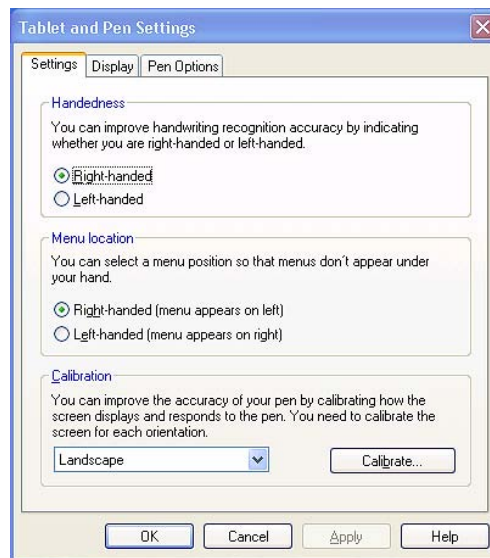 Tablet and Pen Settings
Settings Display Pen Options
Handedness
You can improve handwriting recognition accuracy by indicating
whether you are right-handed or left-handed.
Right-handed
Left-handed
Menu location
You can select a menu position so that menus don't appear under
your hand.
Right-handed (menu appears on left)
Left-handed (menu appears on right)
Calibration
You can improve the accuracy of your pen by calibrating how the
screen displays and responds to the pen. You need to calibrate the
screen for each orientation.
Landscape Calibrate...
OK Cancel Apply Help